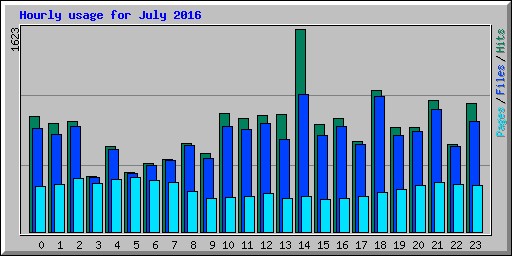 Hourly usage for July 2016
1623
Pages/Files/Hits
0 1 2 3 4 5 6 7 8 9 10 11 12 13 14 15 16 17 18 19 20 21 22 23